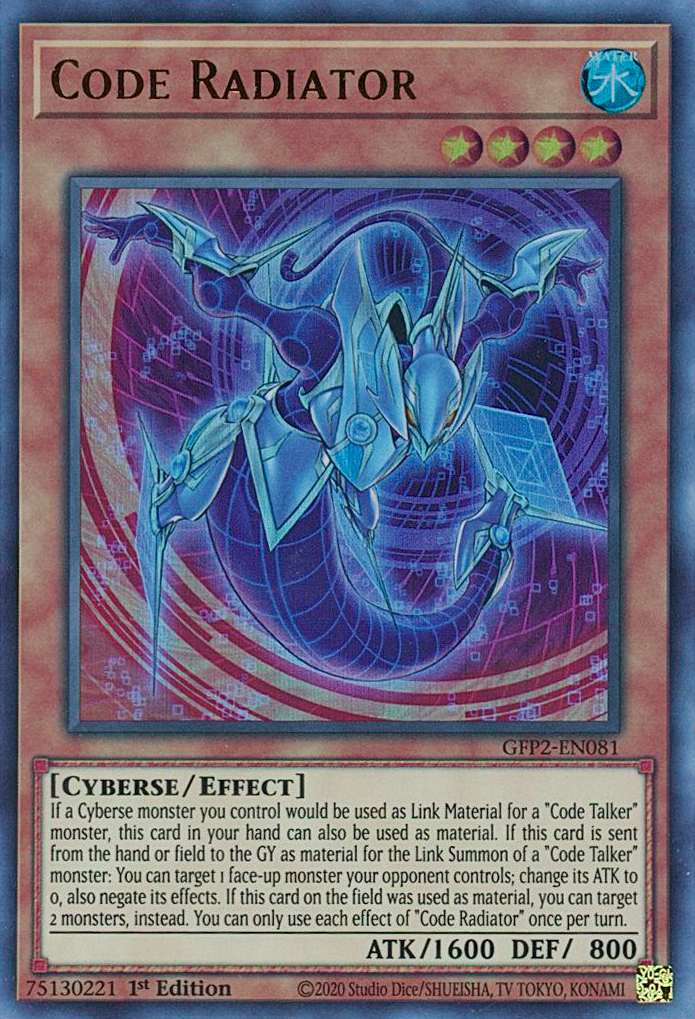 CODE RADIATOR
WATER
水
GFP2-EN081
[CYBERSE/EFFECT]
If a Cyberse monster you control would be used as Link Material for a "Code Talker"
monster, this card in your hand can also be used as material. If this card is sent
from the hand or field to the GY as material for the Link Summon of a "Code Talker"
monster: You can target 1 face-up monster your opponent controls; change its ATK to
0, also negate its effects. If this card on the field was used as material, you can target
2 monsters, instead. You can only use each effect of "Code Radiator" once per turn.
ATK/1600 DEF/ 800
75130221 1st Edition ©2020 Studio Dice/SHUEISHA, TV TOKYO, KONAMI